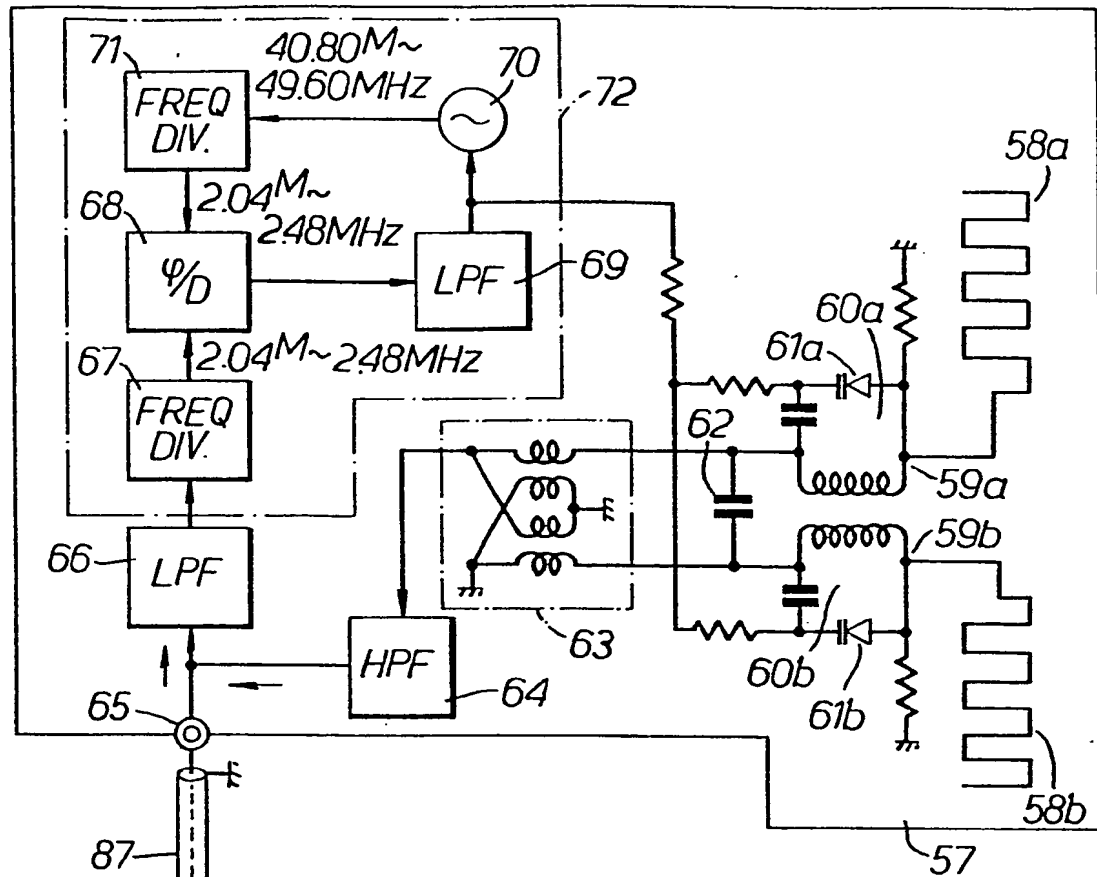 71
40.80M~
49.60MHz
70
72
FREQ
DIV.
58a
2.04M~
2.48MHz
68
φ/D
LPF
69
60a
61a
2.04M~2.48MHz
67
FREQ
DIV.
62
59a
59b
66
LPF
63
60b
61b
HPF
64
65
58b
87
57